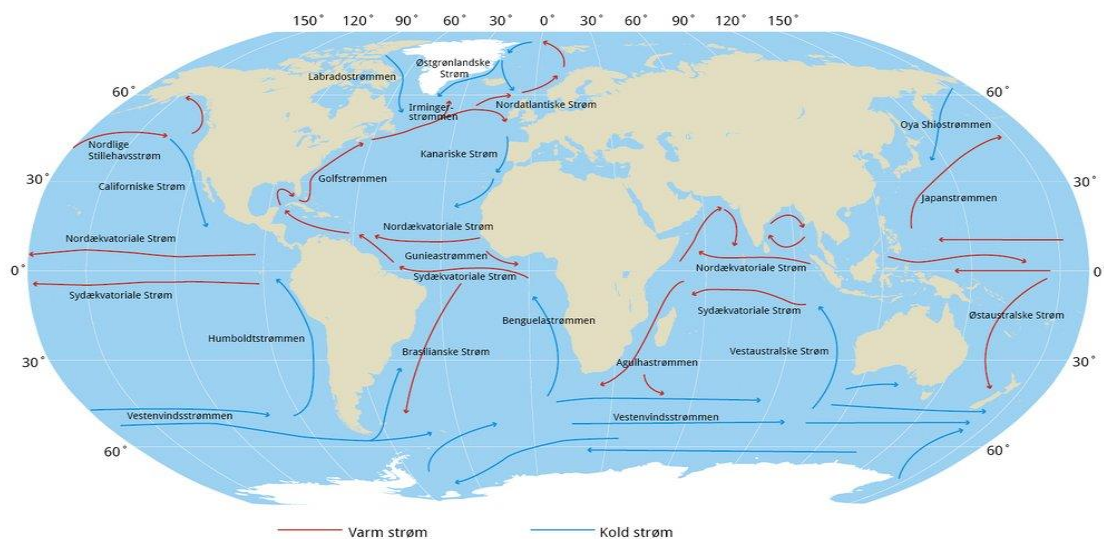 150° 120° 90° 60° 30° 0° 30° 60° 90° 120° 150°
Østgrønlandske
Strøm
Labradostrømmen
60°
60°
Irminger-
strømmen
Nordatlantiske Strøm
Oya Shiostrømmen
Nordlige
Stillehavsstrøm
Kanariske Strøm
30°
Californiske Strøm
Golfstrømmen
30°
Japanstrømmen
Nordækvatoriale Strøm
Nordækvatoriale Strøm
Gunieastrømmen
0°
Sydækvatoriale Strøm
Nordækvatoriale Strøm
0
Sydækvatoriale Strøm
Sydækvatoriale Strøm
Østaustralske Strøm
Benguelastrømmen
Humboldtstrømmen
Brasilianske Strøm
Vestaustralske Strøm
30°
Agulhastrømmen
30°
Vestenvindsstrømmen
Vestenvindsstrømmen
60°
60°
Varm strøm
Kold strøm